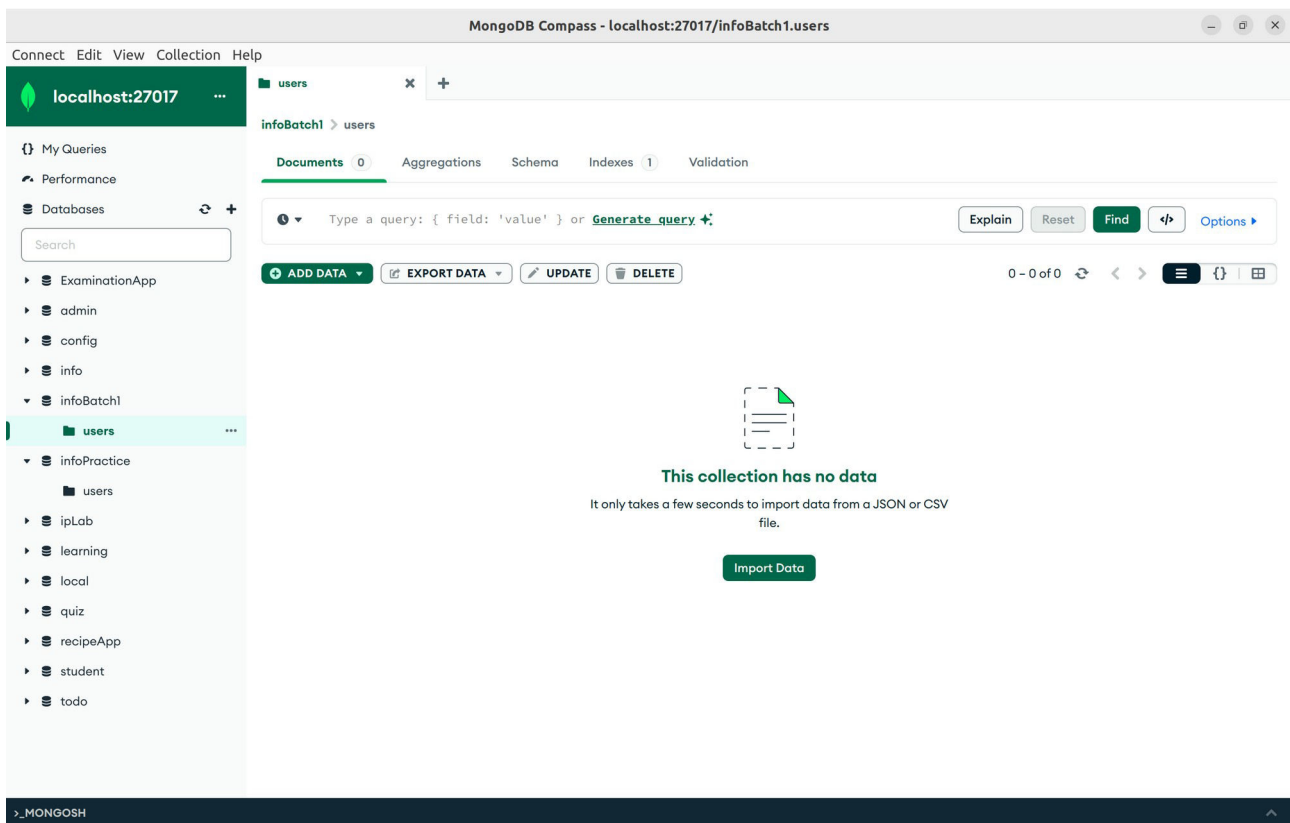 MongoDB Compass - localhost:27017/infoBatch1.users
Connect Edit View Collection Help
localhost:27017 ...
{} My Queries
Performance
Databases
Search
ExaminationApp
admin
config
info
infoBatch1
users ...
infoPractice
users
ipLab
learning
local
quiz
recipeApp
student
todo
users
infoBatch1 > users
Documents 0 Aggregations Schema Indexes 1 Validation
Type a query: { field: 'value' } or Generate query
Explain Reset Find </> Options
ADD DATA EXPORT DATA UPDATE DELETE
0 – 0 of 0 {}
This collection has no data
It only takes a few seconds to import data from a JSON or CSV
file.
Import Data
>_MONGOSH